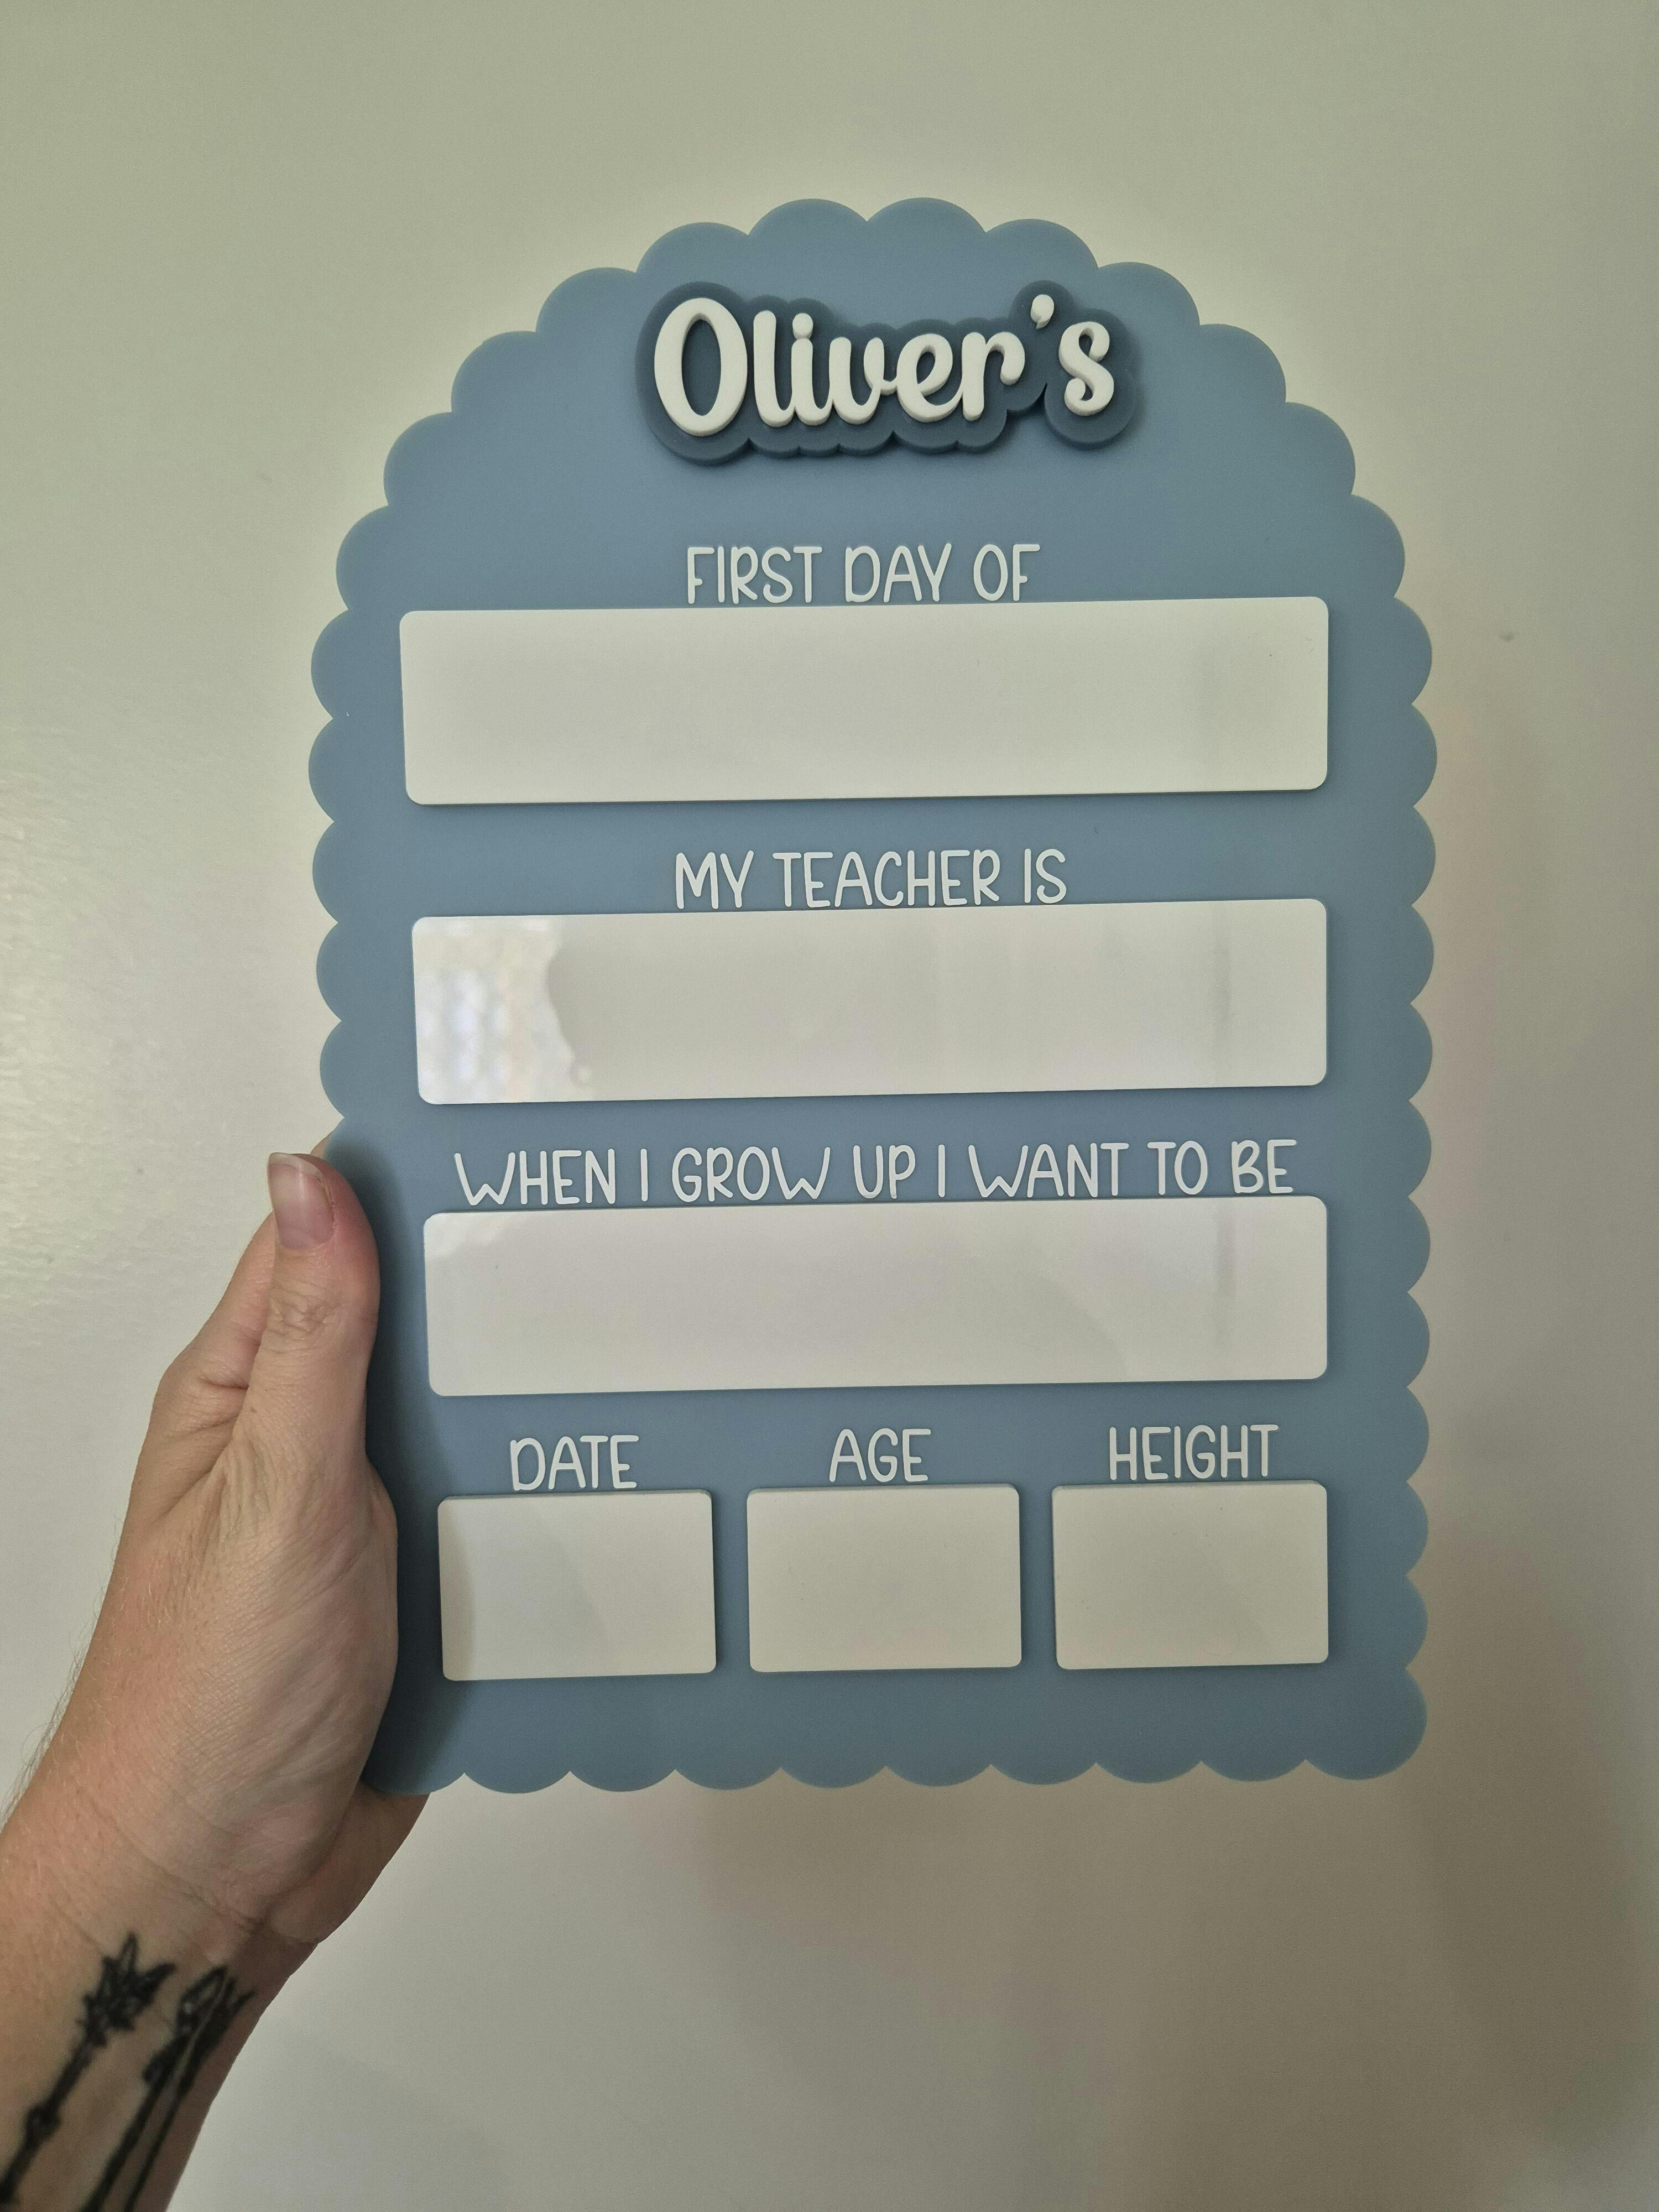 Oliver's
FIRST DAY OF
MY TEACHER IS
WHEN I GROW UP I WANT TO BE
DATE AGE HEIGHT